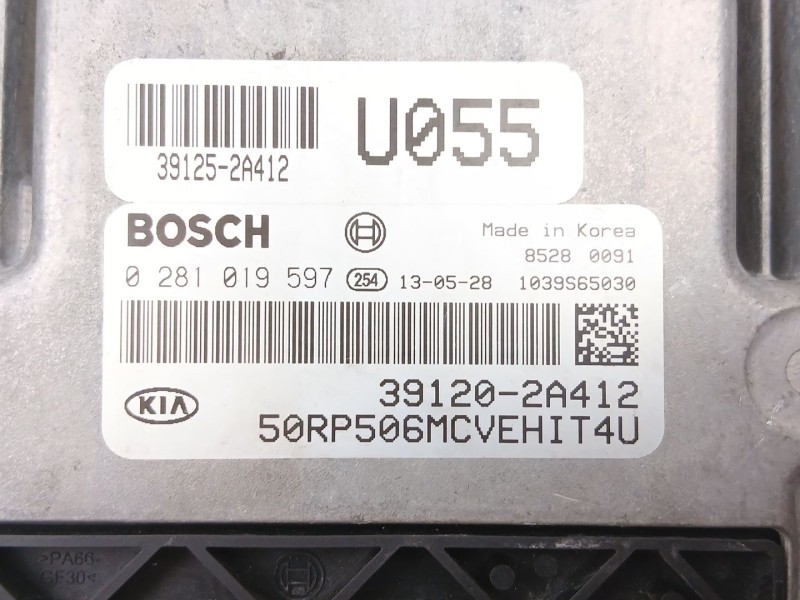 39125-2A412
U055
BOSCH
Made in Korea
8528 0091
0 281 019 597 254 13-05-28 1039S65030
39120-2A412
KIA
50RP506MCVEHIT4U
>PA66-
GF30<